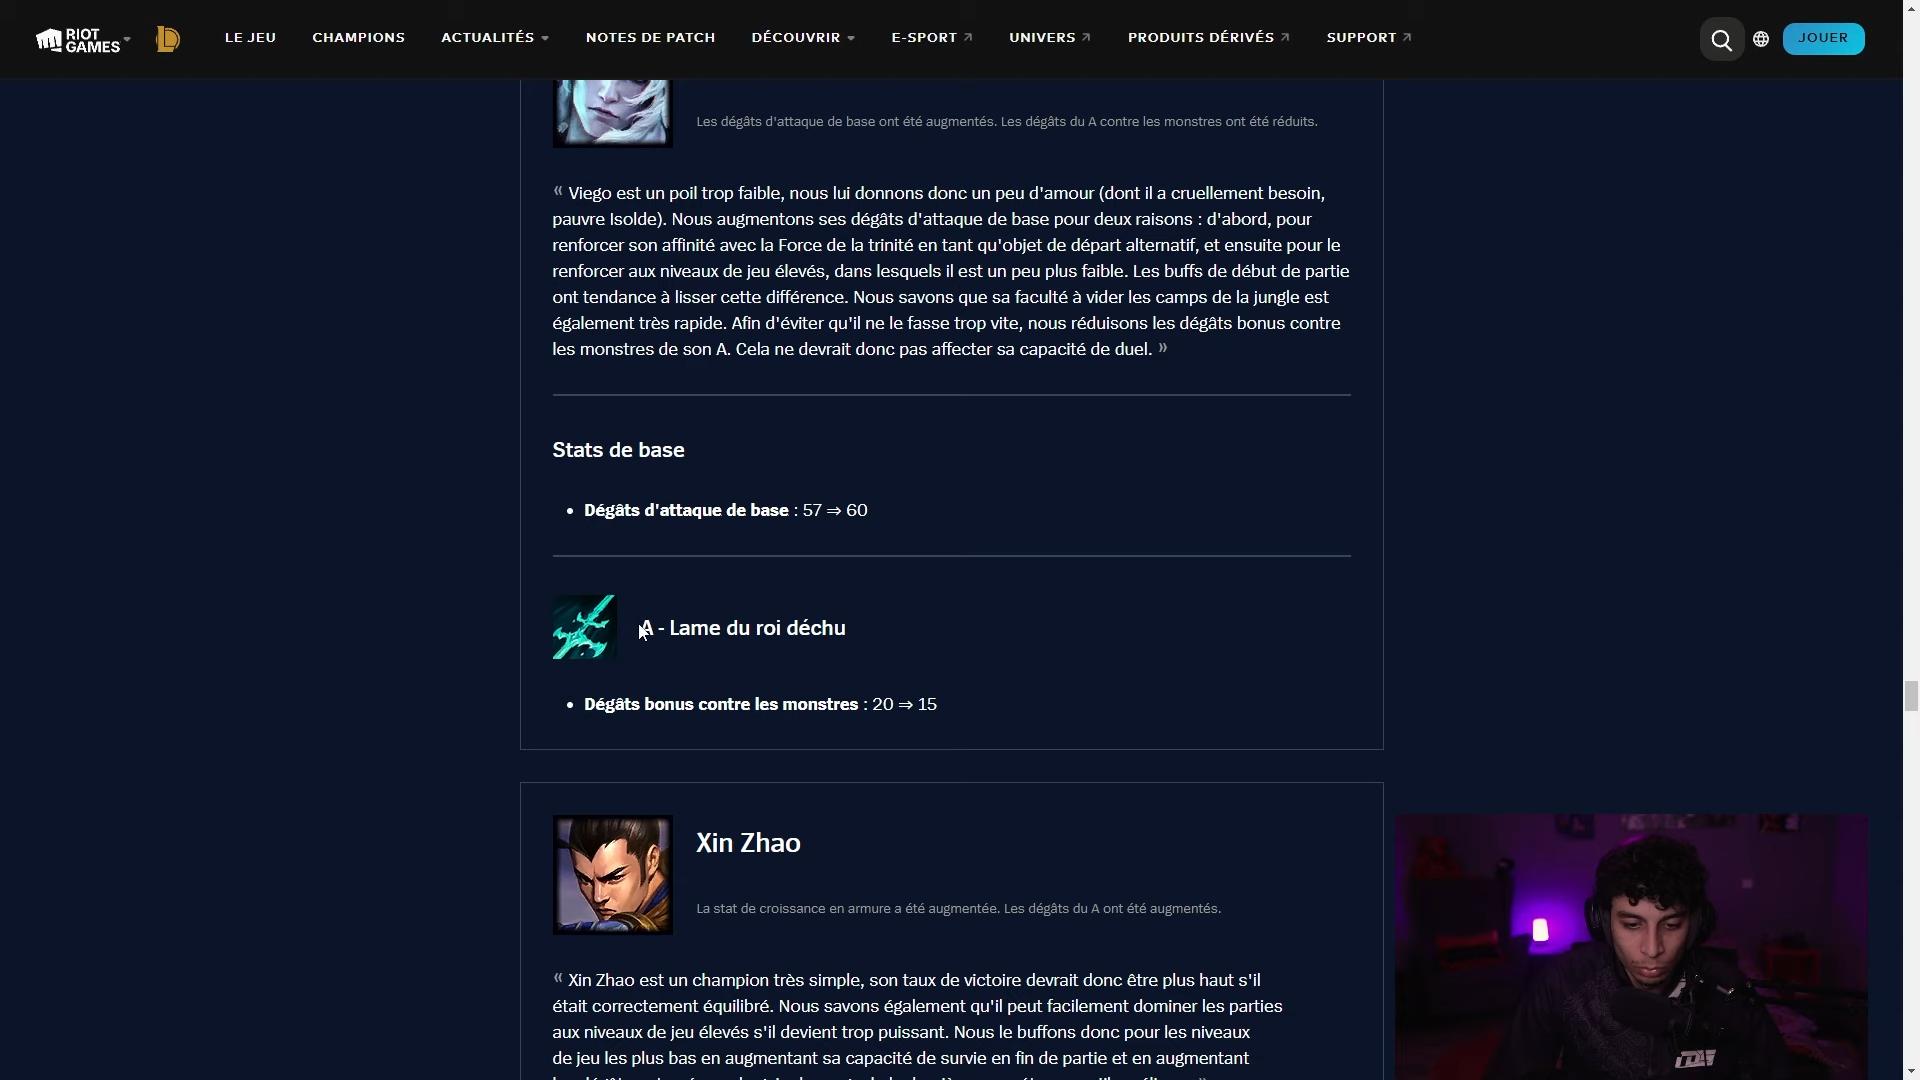 RIOT GAMES
LE JEU
CHAMPIONS
ACTUALITÉS
NOTES DE PATCH
DÉCOUVRIR
E-SPORT
UNIVERS
PRODUITS DÉRIVÉS
SUPPORT
JOUER
Les dégâts d'attaque de base ont été augmentés. Les dégâts du A contre les monstres ont été réduits.
« Viego est un poil trop faible, nous lui donnons donc un peu d'amour (dont il a cruellement besoin,
pauvre Isolde). Nous augmentons ses dégâts d'attaque de base pour deux raisons : d'abord, pour
renforcer son affinité avec la Force de la trinité en tant qu'objet de départ alternatif, et ensuite pour le
renforcer aux niveaux de jeu élevés, dans lesquels il est un peu plus faible. Les buffs de début de partie
ont tendance à lisser cette différence. Nous savons que sa faculté à vider les camps de la jungle est
également très rapide. Afin d'éviter qu'il ne le fasse trop vite, nous réduisons les dégâts bonus contre
les monstres de son A. Cela ne devrait donc pas affecter sa capacité de duel. »
Stats de base
• Dégâts d'attaque de base : 57 ⇒ 60
A - Lame du roi déchu
• Dégâts bonus contre les monstres : 20 ⇒ 15
Xin Zhao
La stat de croissance en armure a été augmentée. Les dégâts du A ont été augmentés.
« Xin Zhao est un champion très simple, son taux de victoire devrait donc être plus haut s'il
était correctement équilibré. Nous savons également qu'il peut facilement dominer les parties
aux niveaux de jeu élevés s'il devient trop puissant. Nous le buffons donc pour les niveaux
de jeu les plus bas en augmentant sa capacité de survie en fin de partie et en augmentant